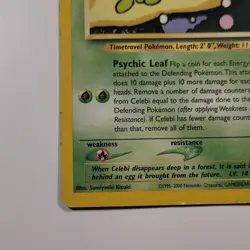 Timetravel Pokémon. Length: 2' 0", Weight: 11
Psychic Leaf Flip a coin for each Energy
attached to the Defending Pokémon. This attack
does 10 damage plus 10 more damage for each
heads. Remove a number of damage counters
from Celebi equal to the damage done to the
Defending Pokémon (after applying Weakness
Resistance). If Celebi has fewer damage counters
than that, remove all of them.
weakness
resistance
When Celebi disappears deep in a forest, it is said
behind an egg it brought from the future. LV.
Illus. Sumiyoshi Kizuki
©1995-2000 Nintendo, Creatures, GAMEFREAK